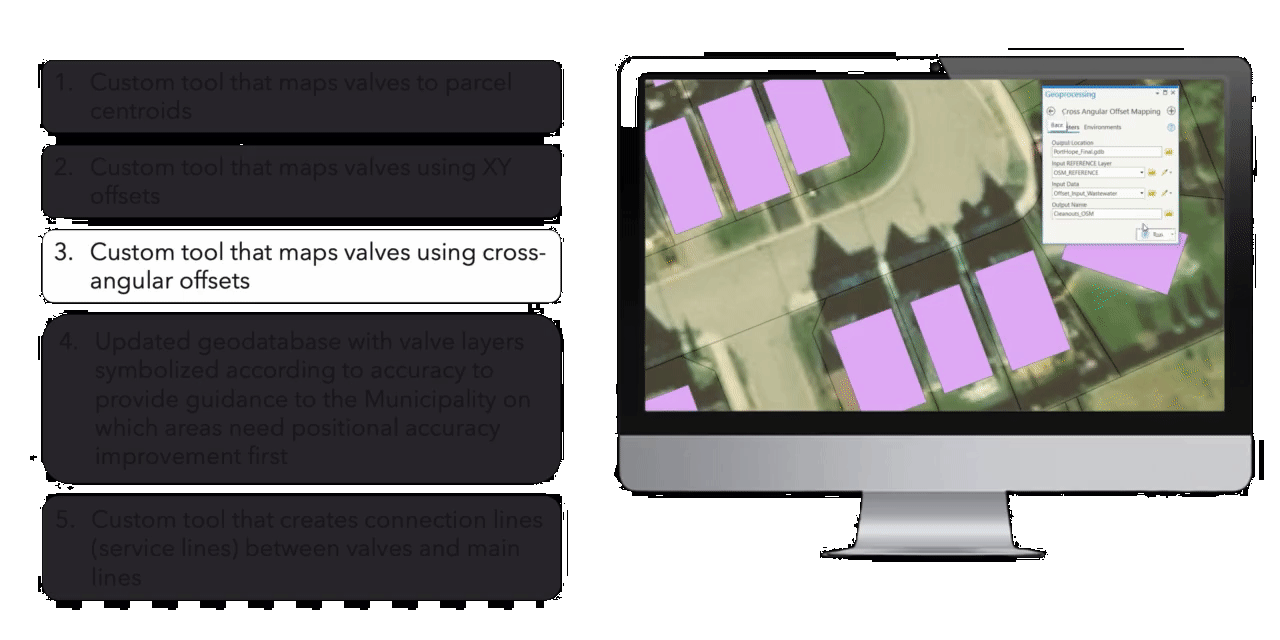 1. Custom tool that maps valves to parcel
centroids
2. Custom tool that maps valves using XY
offsets
3. Custom tool that maps valves using cross-
angular offsets
4. Updated geodatabase with valve layers
symbolized according to accuracy to
provide guidance to the Municipality on
which areas need positional accuracy
improvement first
5. Custom tool that creates connection lines
(service lines) between valves and main
lines
Geoprocessing
Cross Angular Offset Mapping
Back
Environments
Output Location
PortHope_Final.gdb
Input REFERENCE Layer
OSM_REFERENCE
Input Data
Offset_Input_Wastewater
Output Name
Cleanouts_OSM
Run